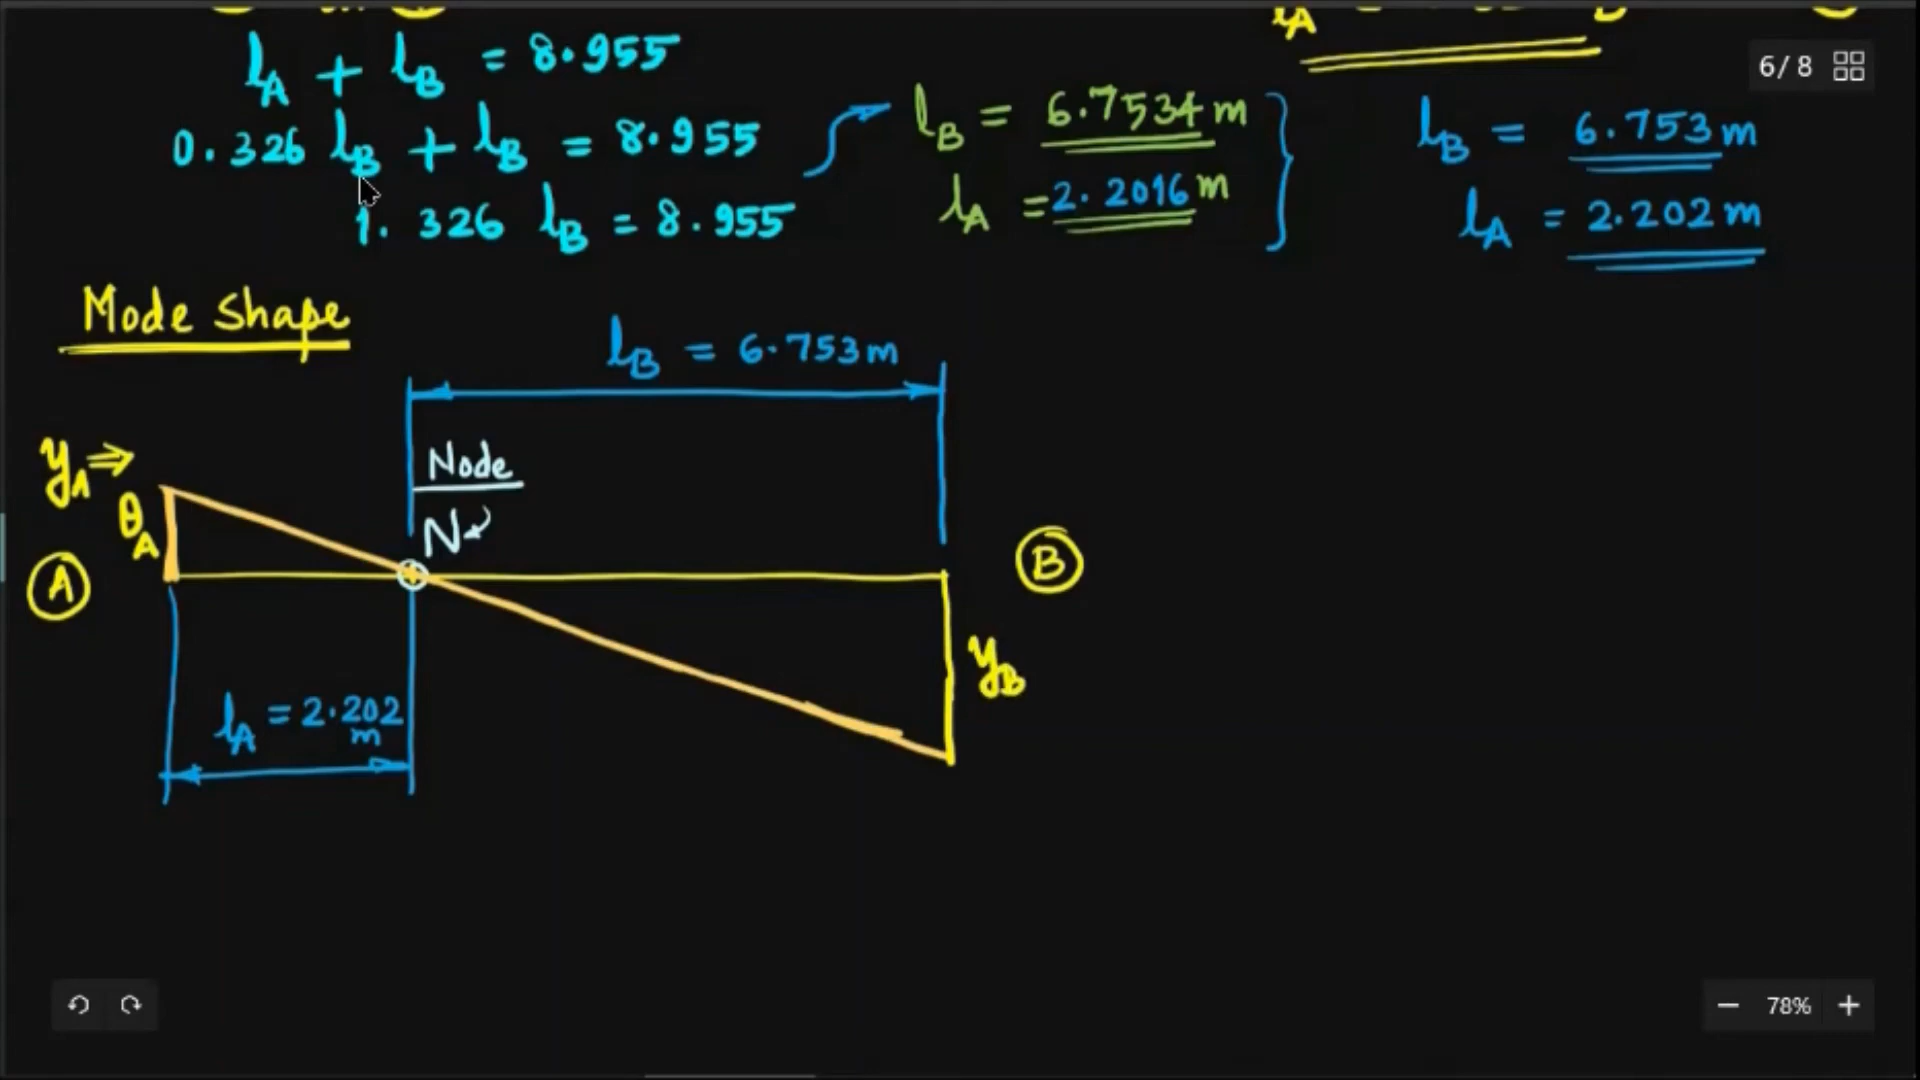 lA + lB = 8.955
0.326 lB + lB = 8.955
1.326 lB = 8.955
lB = 6.7534 m
lA = 2.2016 m
lB = 6.753 m
lA = 2.202 m
6/8
Mode Shape
lB = 6.753 m
yA ⇒
θA
A
Node
N
B
yB
lA = 2.202 m
78%